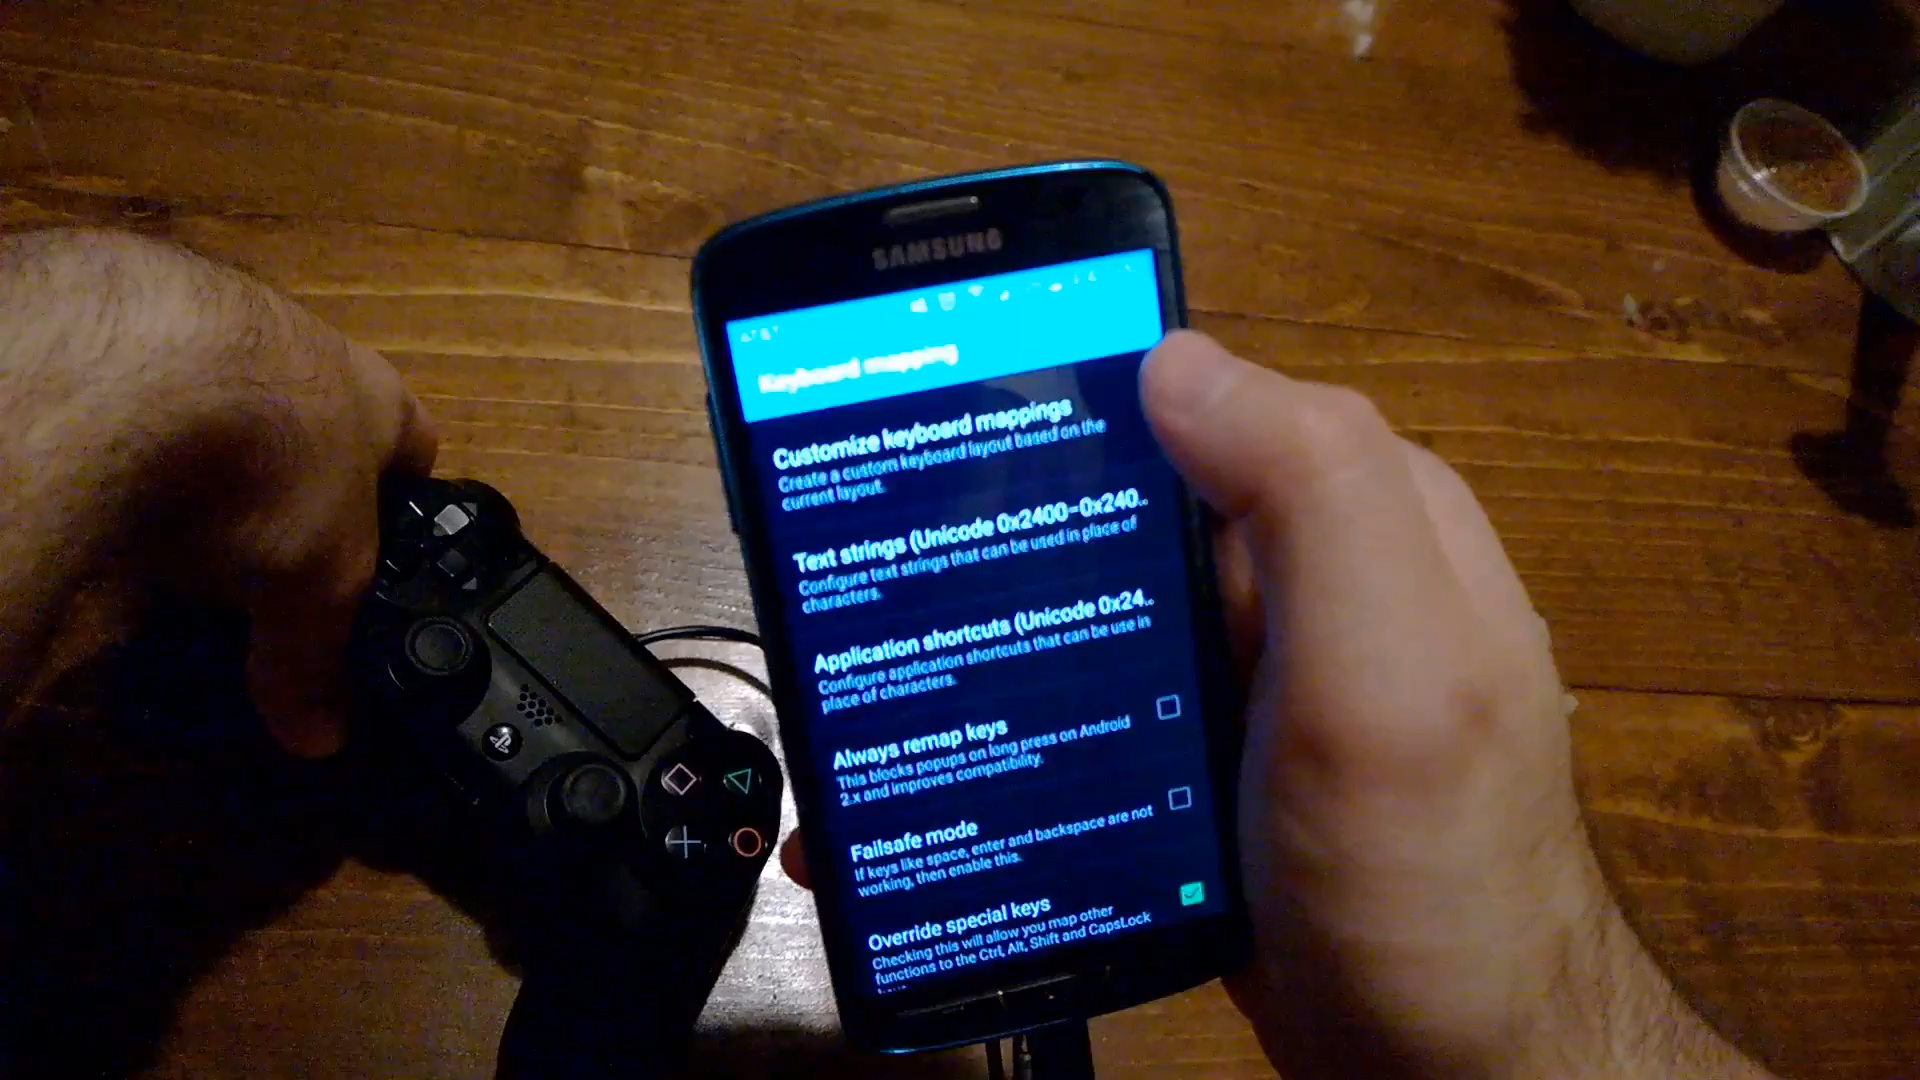 SAMSUNG
AT&T
Keyboard mapping
Customize keyboard mappings
Create a custom keyboard layout based on the
current layout.
Text strings (Unicode 0x2400-0x240..
Configure text strings that can be used in place of
characters.
Application shortcuts (Unicode 0x24..
Configure application shortcuts that can be use in
place of characters.
Always remap keys
This blocks popups on long press on Android
2.x and improves compatibility.
Failsafe mode
If keys like space, enter and backspace are not
working, then enable this.
Override special keys
Checking this will allow you map other
functions to the Ctrl, Alt, Shift and CapsLock